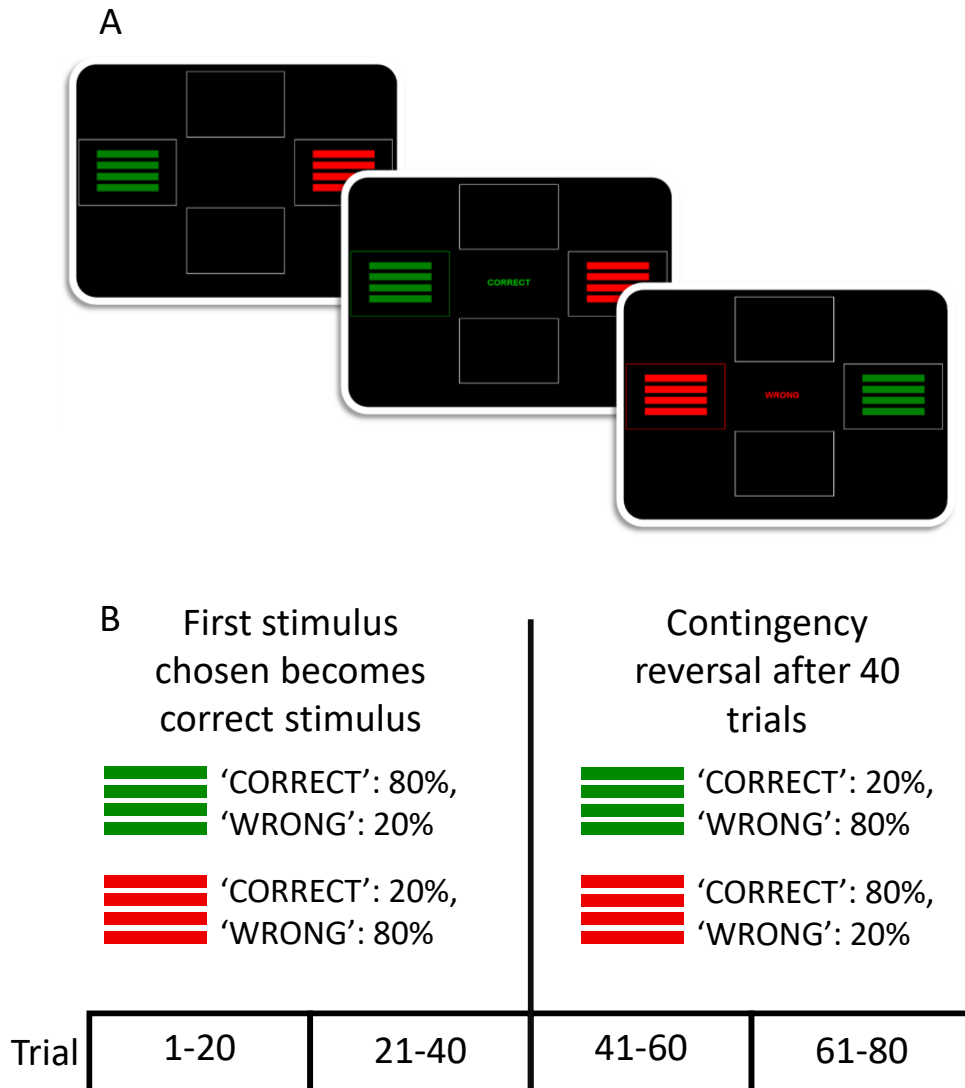 A
CORRECT
WRONG
B
First stimulus
chosen becomes
correct stimulus
‘CORRECT’: 80%,
‘WRONG’: 20%
‘CORRECT’: 20%,
‘WRONG’: 80%
Contingency
reversal after 40
trials
‘CORRECT’: 20%,
‘WRONG’: 80%
‘CORRECT’: 80%,
‘WRONG’: 20%
Trial 1-20 21-40 41-60 61-80